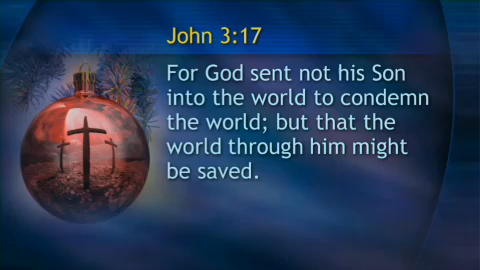 John 3:17
For God sent not his Son
into the world to condemn
the world; but that the
world through him might
be saved.